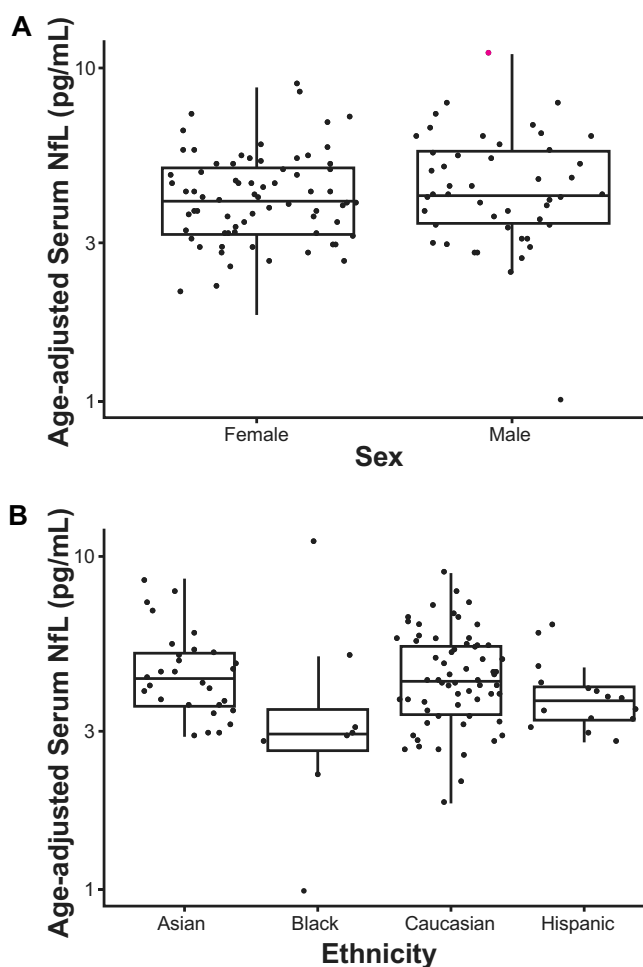 A
Age-adjusted Serum NfL (pg/mL)
10
3
1
Female
Male
Sex
B
Age-adjusted Serum NfL (pg/mL)
10
3
1
Asian
Black
Caucasian
Hispanic
Ethnicity